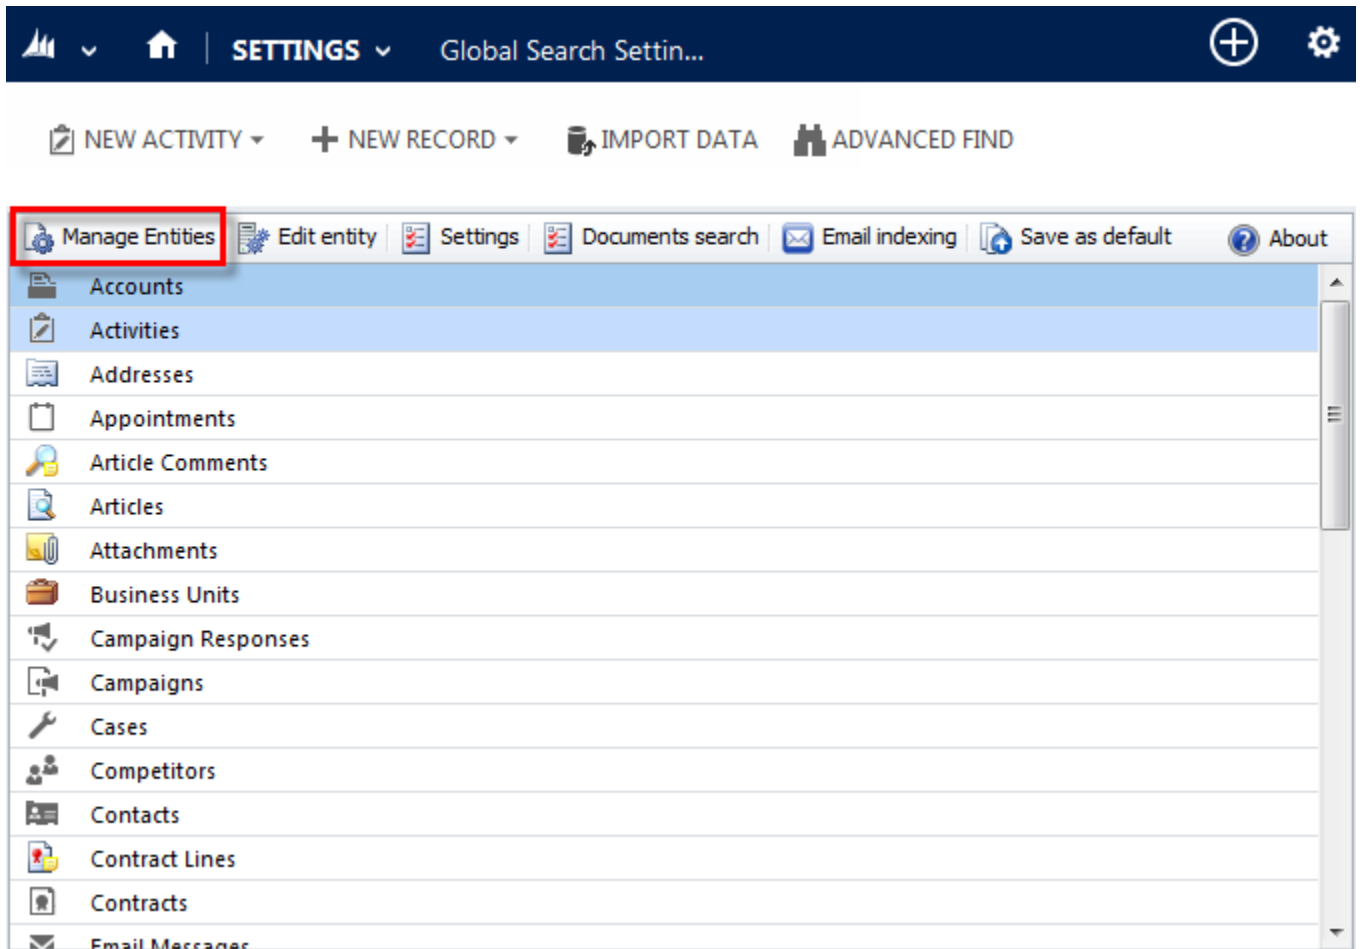 SETTINGS Global Search Settin...
NEW ACTIVITY NEW RECORD IMPORT DATA ADVANCED FIND
Manage Entities Edit entity Settings Documents search Email indexing Save as default About
Accounts
Activities
Addresses
Appointments
Article Comments
Articles
Attachments
Business Units
Campaign Responses
Campaigns
Cases
Competitors
Contacts
Contract Lines
Contracts
Email Messages